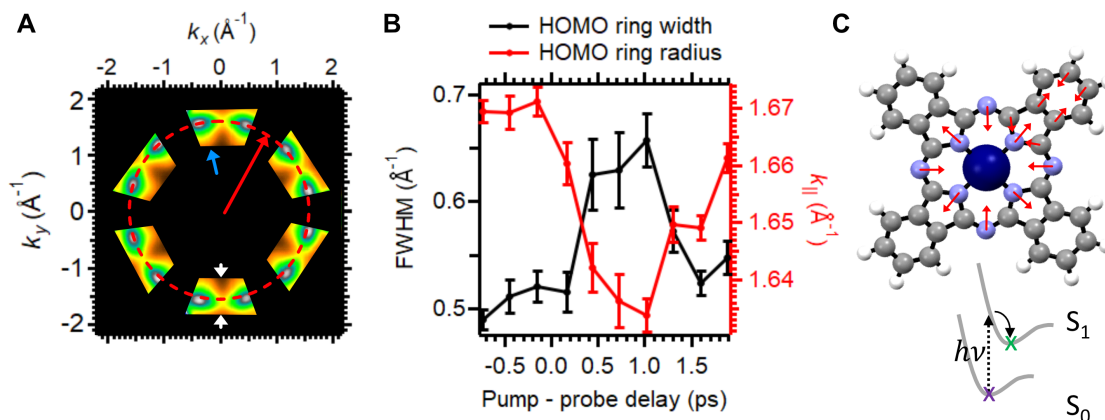 A
kx (Å-1)
-2 -1 0 1 2
ky (Å-1)
2
1
0
-1
-2
B
HOMO ring width
HOMO ring radius
FWHM (Å-1)
0.7
0.6
0.5
1.67
1.66
1.65
1.64
k|| (Å-1)
-0.5 0.0 0.5 1.0 1.5
Pump - probe delay (ps)
C
hν
S1
S0